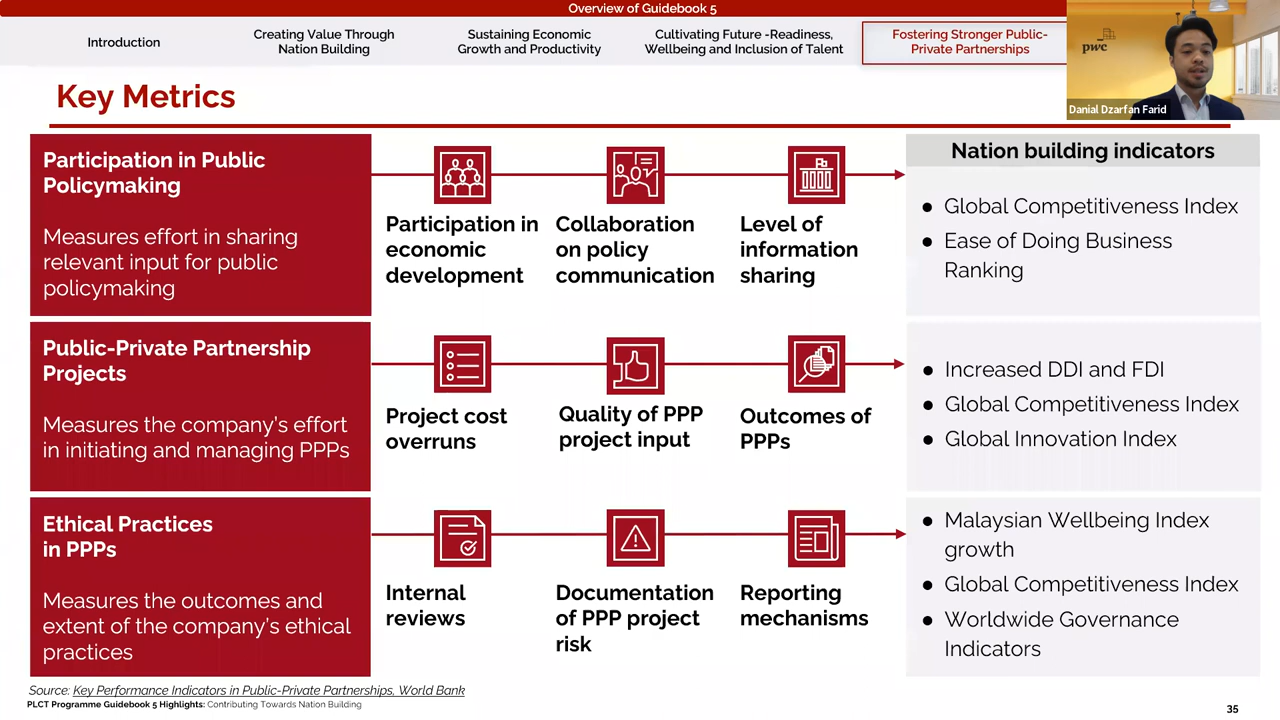 Overview of Guidebook 5
Introduction
Creating Value Through
Nation Building
Sustaining Economic
Growth and Productivity
Cultivating Future -Readiness,
Wellbeing and Inclusion of Talent
Fostering Stronger Public-
Private Partnerships
pwc
Danial Dzarfan Farid
Key Metrics
Participation in Public
Policymaking
Measures effort in sharing
relevant input for public
policymaking
Participation in
economic
development
Collaboration
on policy
communication
Level of
information
sharing
Nation building indicators
● Global Competitiveness Index
● Ease of Doing Business
Ranking
Public-Private Partnership
Projects
Measures the company's effort
in initiating and managing PPPs
Project cost
overruns
Quality of PPP
project input
Outcomes of
PPPs
● Increased DDI and FDI
● Global Competitiveness Index
● Global Innovation Index
Ethical Practices
in PPPs
Measures the outcomes and
extent of the company's ethical
practices
Internal
reviews
Documentation
of PPP project
risk
Reporting
mechanisms
● Malaysian Wellbeing Index
growth
● Global Competitiveness Index
● Worldwide Governance
Indicators
Source: Key Performance Indicators in Public-Private Partnerships, World Bank
PLCT Programme Guidebook 5 Highlights: Contributing Towards Nation Building
35